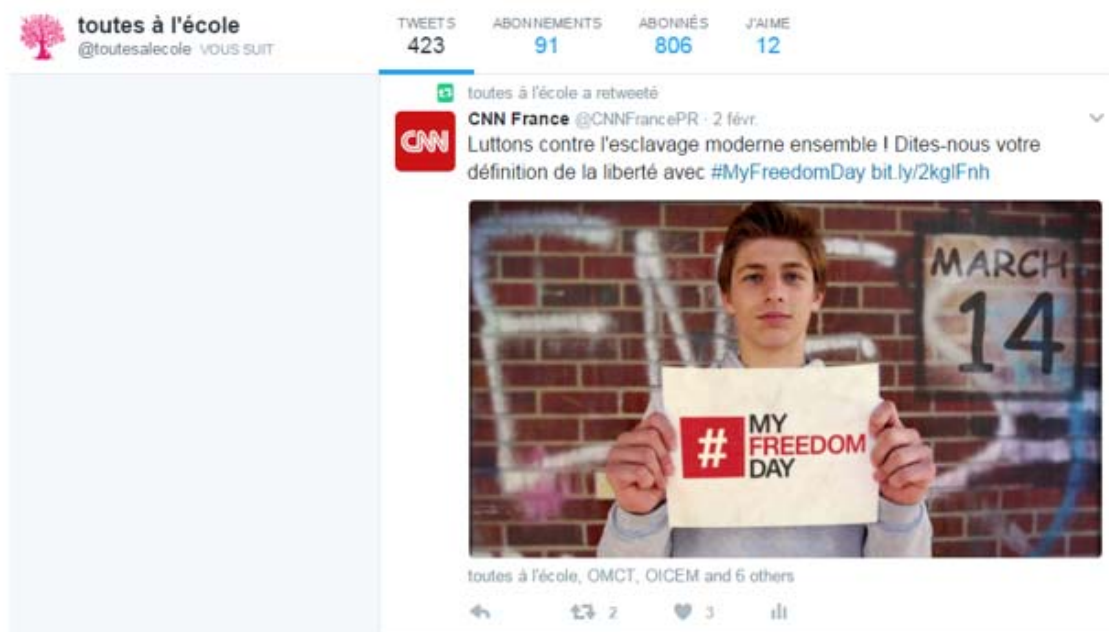 toutes à l'école
@toutesalecole VOUS SUIT
TWEETS
423
ABONNEMENTS
91
ABONNÉS
806
J'AIME
12
toutes à l'école a retweeté
CNN
CNN France @CNNFrancePR · 2 févr.
Luttons contre l'esclavage moderne ensemble ! Dites-nous votre
définition de la liberté avec #MyFreedomDay bit.ly/2kglFnh
MARCH
14
# MY
FREEDOM
DAY
toutes à l'école, OMCT, OICEM and 6 others
2
3